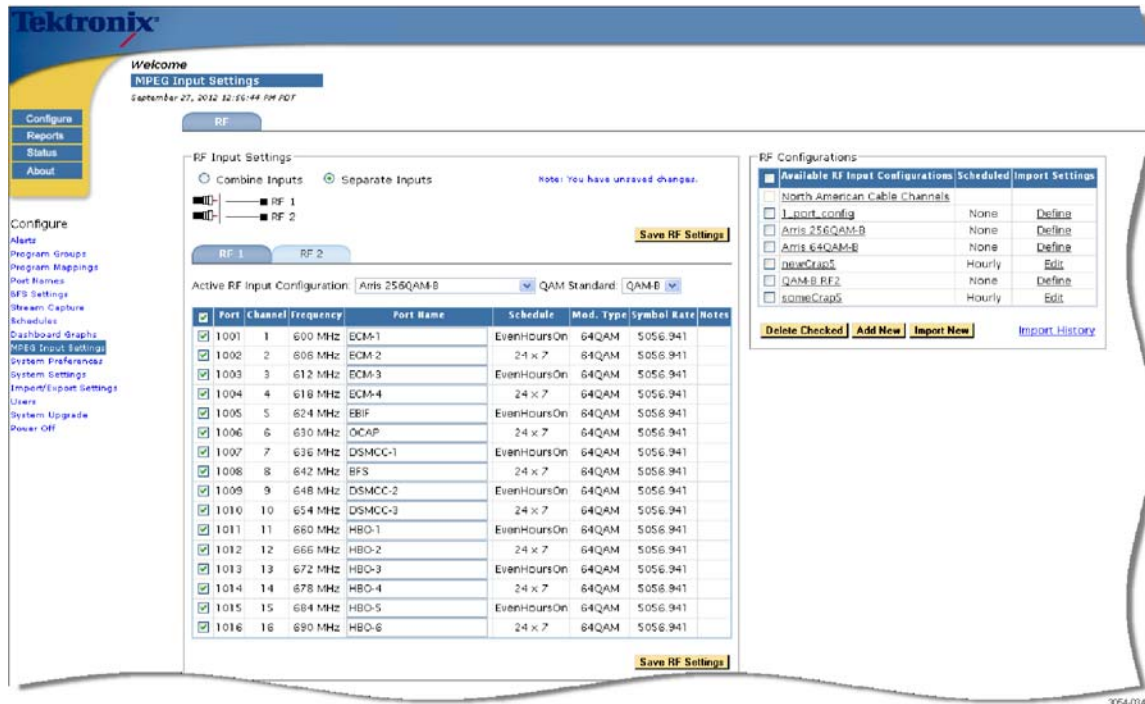 Tektronix
Welcome
MPEG Input Settings
September 27, 2012 12:56:44 PM PDT
Configure
Reports
Status
About
Configure
Alerts
Program Groups
Program Mappings
Port Names
BFS Settings
Stream Capture
Schedules
Dashboard Graphs
MPEG Input Settings
System Preferences
System Settings
Import/Export Settings
Users
System Upgrade
Power Off
RF
RF Input Settings
Combine Inputs Separate Inputs Note: You have unsaved changes.
RF 1
RF 2
Save RF Settings
RF 1 RF 2
Active RF Input Configuration: Arris 256QAM-B QAM Standard: QAM-B
Port Channel Frequency Port Name Schedule Mod. Type Symbol Rate Notes
1001 1 600 MHz ECM-1 EvenHoursOn 64QAM 5056.941
1002 2 606 MHz ECM-2 24 x 7 64QAM 5056.941
1003 3 612 MHz ECM-3 EvenHoursOn 64QAM 5056.941
1004 4 618 MHz ECM-4 24 x 7 64QAM 5056.941
1005 5 624 MHz EBIF EvenHoursOn 64QAM 5056.941
1006 6 630 MHz OCAP 24 x 7 64QAM 5056.941
1007 7 636 MHz DSMCC-1 EvenHoursOn 64QAM 5056.941
1008 8 642 MHz BFS 24 x 7 64QAM 5056.941
1009 9 648 MHz DSMCC-2 EvenHoursOn 64QAM 5056.941
1010 10 654 MHz DSMCC-3 24 x 7 64QAM 5056.941
1011 11 660 MHz HBO-1 EvenHoursOn 64QAM 5056.941
1012 12 666 MHz HBO-2 24 x 7 64QAM 5056.941
1013 13 672 MHz HBO-3 EvenHoursOn 64QAM 5056.941
1014 14 678 MHz HBO-4 24 x 7 64QAM 5056.941
1015 15 684 MHz HBO-5 EvenHoursOn 64QAM 5056.941
1016 16 690 MHz HBO-6 24 x 7 64QAM 5056.941
Save RF Settings
RF Configurations
Available RF Input Configurations Scheduled Import Settings
North American Cable Channels
1_port_config None Define
Arris 256QAM-B None Define
Arris 64QAM-B None Define
newCrap5 Hourly Edit
QAM-B RF2 None Define
someCrap5 Hourly Edit
Delete Checked Add New Import New Import History